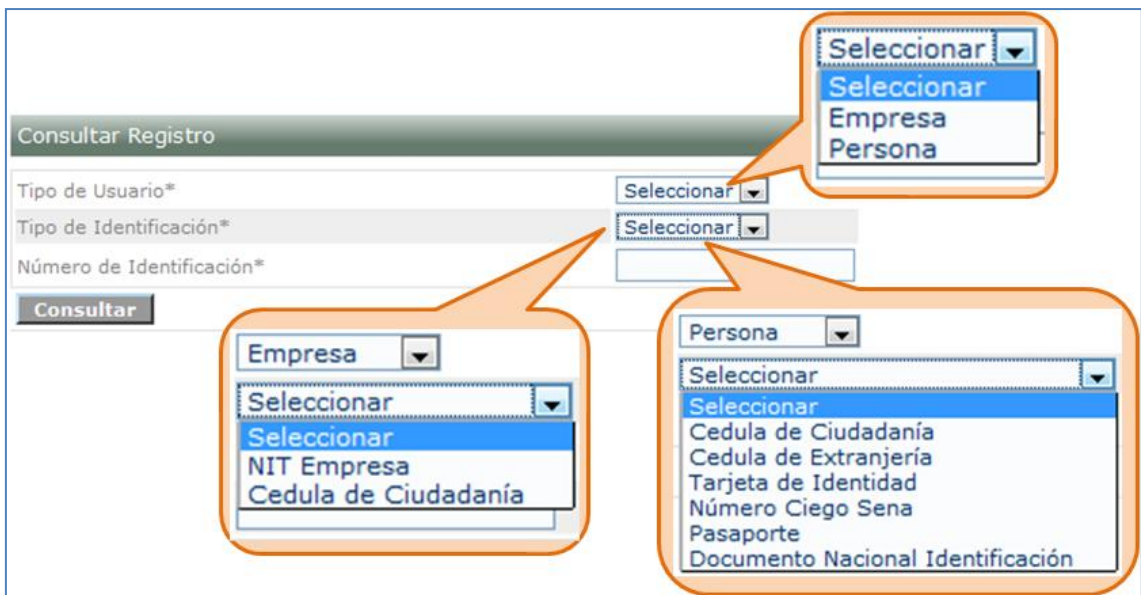 Seleccionar
Seleccionar
Empresa
Persona
Consultar Registro
Tipo de Usuario* Seleccionar
Tipo de Identificación* Seleccionar
Número de Identificación*
Consultar
Empresa
Seleccionar
Seleccionar
NIT Empresa
Cedula de Ciudadanía
Persona
Seleccionar
Seleccionar
Cedula de Ciudadanía
Cedula de Extranjería
Tarjeta de Identidad
Número Ciego Sena
Pasaporte
Documento Nacional Identificación